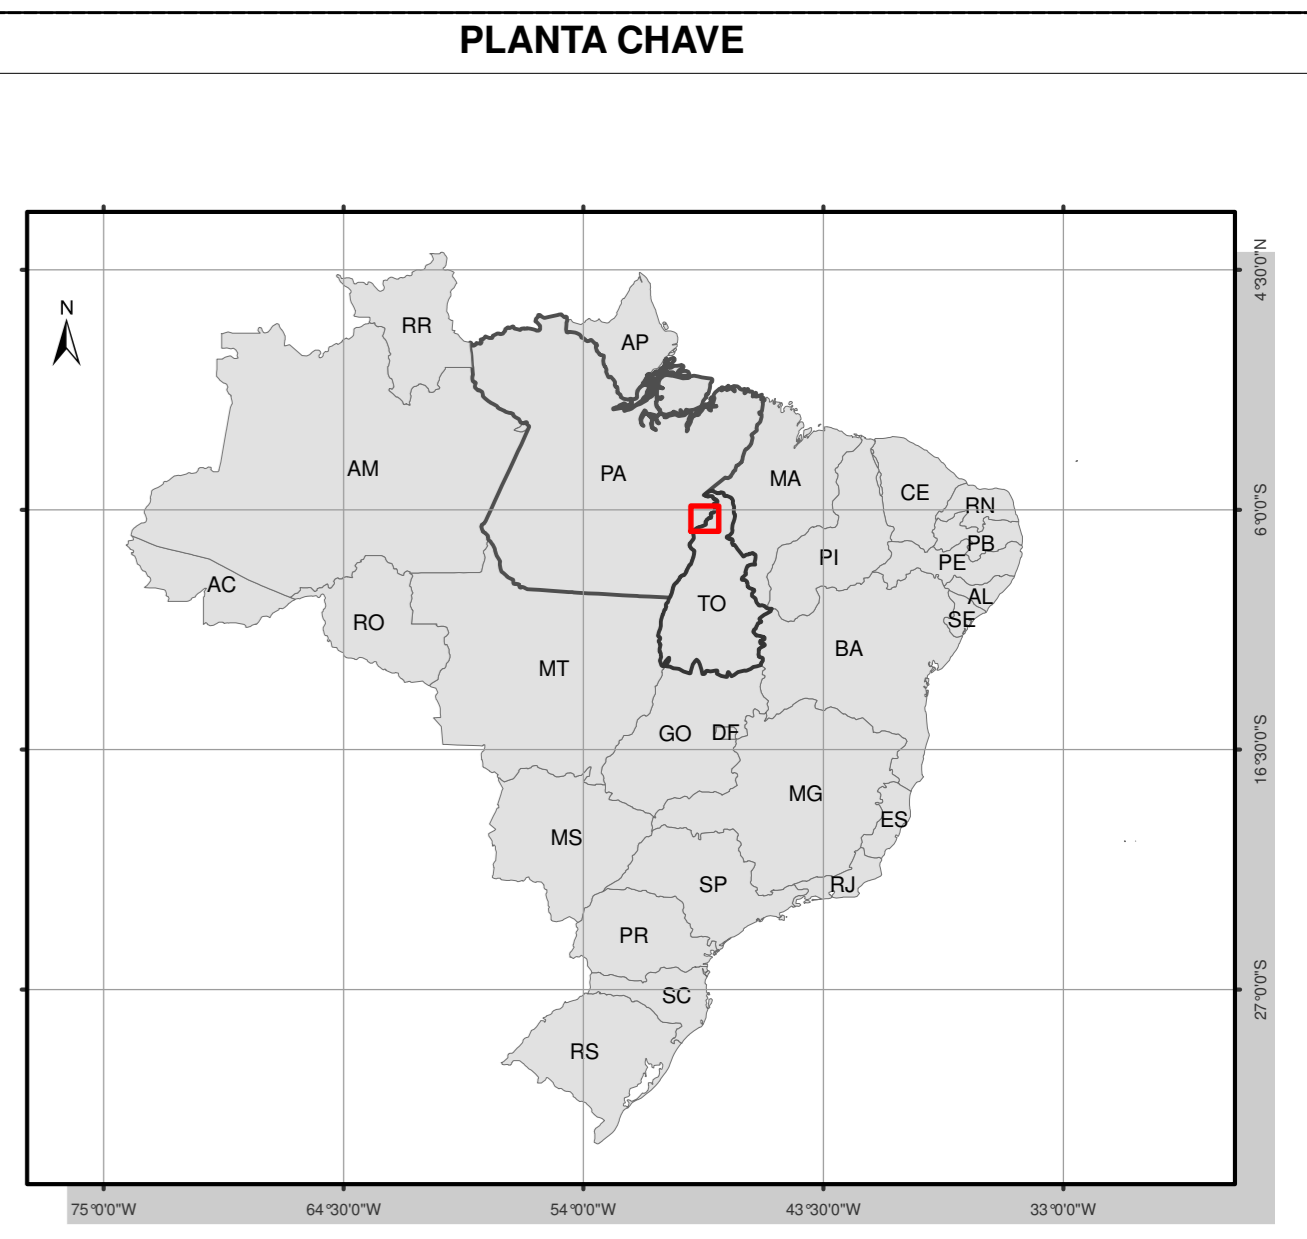 PLANTA CHAVE
4°30'0"N
N
RR
AP
AM
PA
MA
CE
RN
6°0'0"S
PB
PI
PE
AC
AL
TO
SE
RO
BA
MT
GO
DF
16°30'0"S
MG
ES
MS
SP
RJ
PR
SC
27°0'0"S
RS
75°0'0"W
64°30'0"W
54°0'0"W
43°30'0"W
33°0'0"W